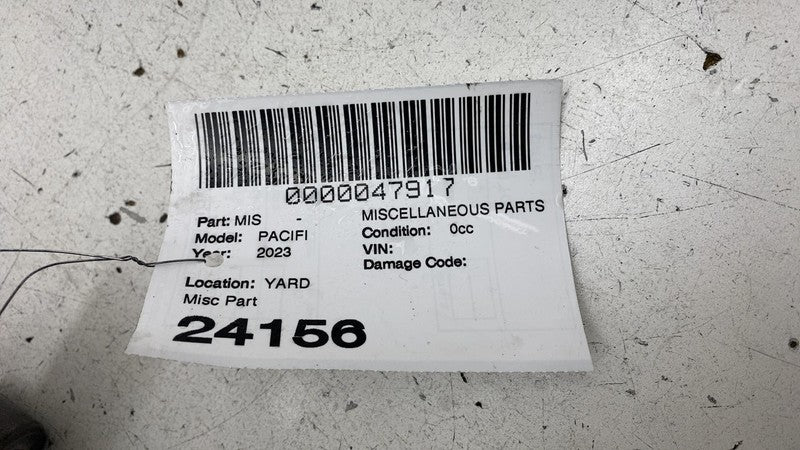 0000047917
Part: MIS - MISCELLANEOUS PARTS
Model: PACIFI Condition: 0cc
Year: 2023 VIN:
Damage Code:
Location: YARD
Misc Part
24156